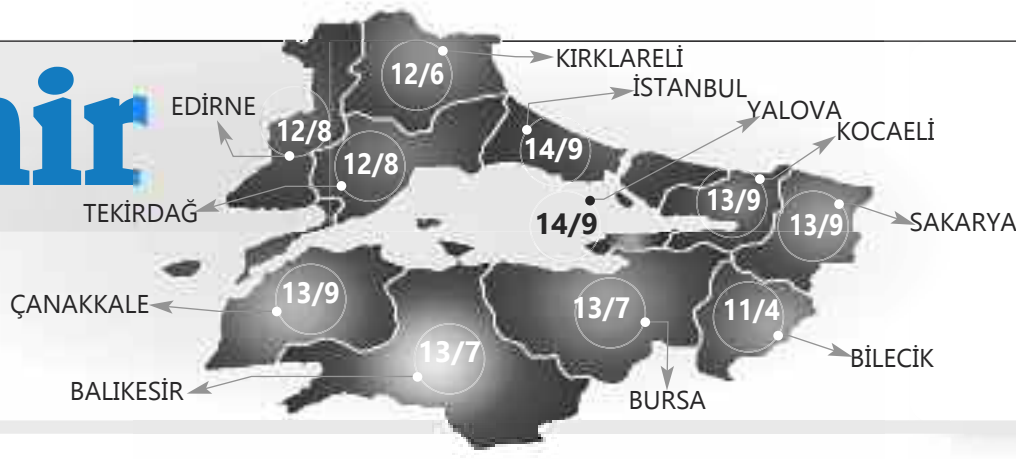 KIRKLARELİ
12/6
İSTANBUL
14/9
YALOVA
14/9
KOCAELİ
13/9
EDİRNE
12/8
TEKİRDAĞ
12/8
SAKARYA
13/9
ÇANAKKALE
13/9
BALIKESİR
13/7
BURSA
13/7
BİLECİK
11/4